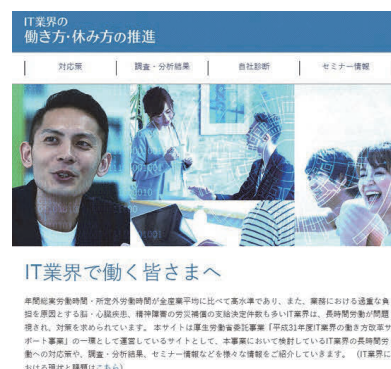 IT業界の
働き方・休み方の推進
対応策
調査・分析結果
自社診断
セミナー情報
IT業界で働く皆さまへ
年間総実労働時間・所定外労働時間が全産業平均に比べて高水準であり、また、業務における過重な負
担を原因とする脳・心臓疾患、精神障害の労災補償の支給決定件数も多いIT業界は、長時間労働が問題
視され、対策を求められています。 本サイトは厚生労働省委託事業「平成31年度IT業界の働き方改革サ
ポート事業」の一環として運営しているサイトとして、本事業において検討しているIT業界の長時間労
働への対応策や、調査・分析結果、セミナー情報などを様々な情報をご紹介していきます。 （IT業界に
おける現状と課題はこちら）